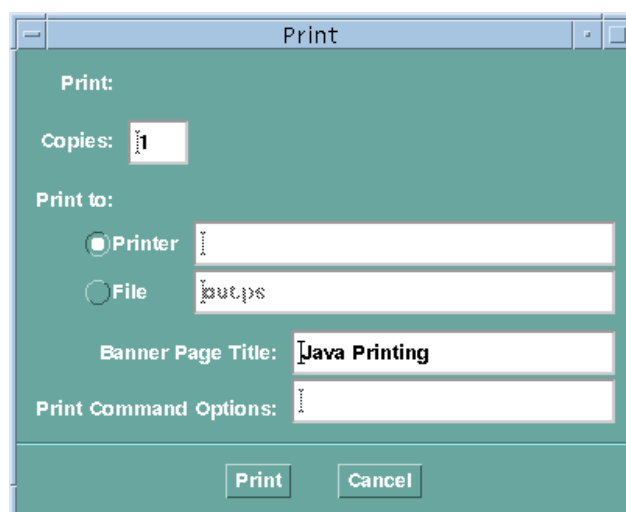 Print
Print:
Copies: 1
Print to:
Printer
File out.ps
Banner Page Title: Java Printing
Print Command Options:
Print Cancel